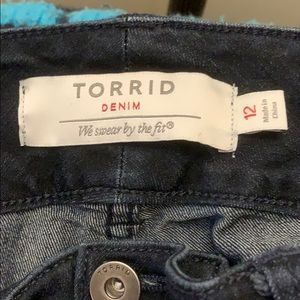 TORRID
DENIM
We swear by the fit®
12
Made in
China
TORRID